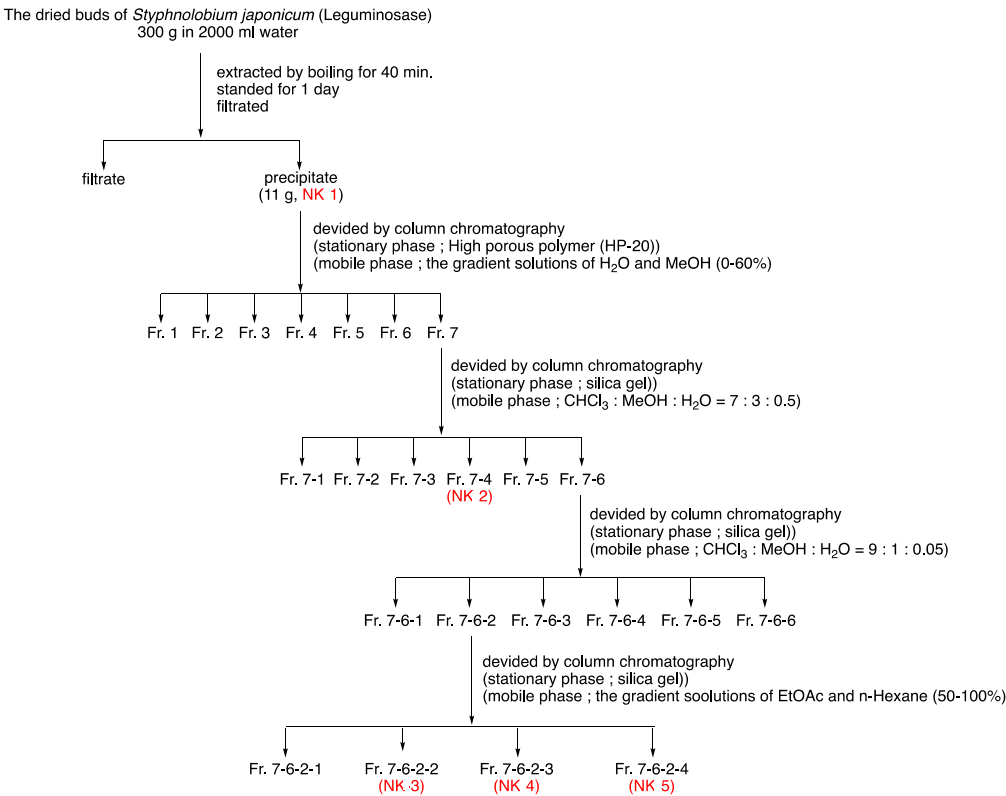 The dried buds of Styphnolobium japonicum (Leguminosase)
300 g in 2000 ml water
extracted by boiling for 40 min.
standed for 1 day
filtrated
filtrate
precipitate
(11 g, NK 1)
devided by column chromatography
(stationary phase ; High porous polymer (HP-20))
(mobile phase ; the gradient solutions of H₂O and MeOH (0-60%)
Fr. 1 Fr. 2 Fr. 3 Fr. 4 Fr. 5 Fr. 6 Fr. 7
devided by column chromatography
(stationary phase ; silica gel))
(mobile phase ; CHCl₃ : MeOH : H₂O = 7 : 3 : 0.5)
Fr. 7-1 Fr. 7-2 Fr. 7-3 Fr. 7-4 Fr. 7-5 Fr. 7-6
(NK 2)
devided by column chromatography
(stationary phase ; silica gel))
(mobile phase ; CHCl₃ : MeOH : H₂O = 9 : 1 : 0.05)
Fr. 7-6-1 Fr. 7-6-2 Fr. 7-6-3 Fr. 7-6-4 Fr. 7-6-5 Fr. 7-6-6
devided by column chromatography
(stationary phase ; silica gel))
(mobile phase ; the gradient soolutions of EtOAc and n-Hexane (50-100%)
Fr. 7-6-2-1 Fr. 7-6-2-2 Fr. 7-6-2-3 Fr. 7-6-2-4
(NK 3) (NK 4) (NK 5)